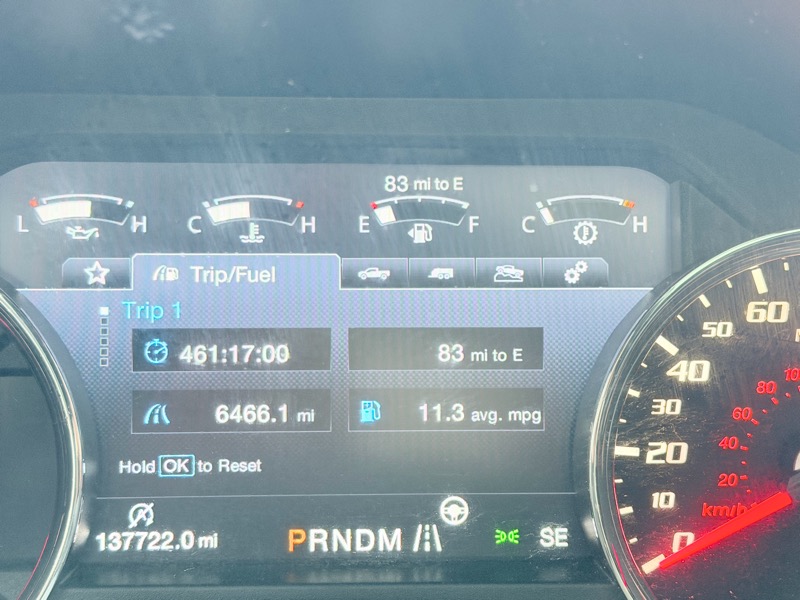 83 mi to E
L H C H E F C H
Trip/Fuel
Trip 1
461:17:00 83 mi to E
6466.1 mi 11.3 avg. mpg
Hold OK to Reset
137722.0 mi PRNDM SE
60
50
40
30
20
10
0
80
60
40
20
km/h